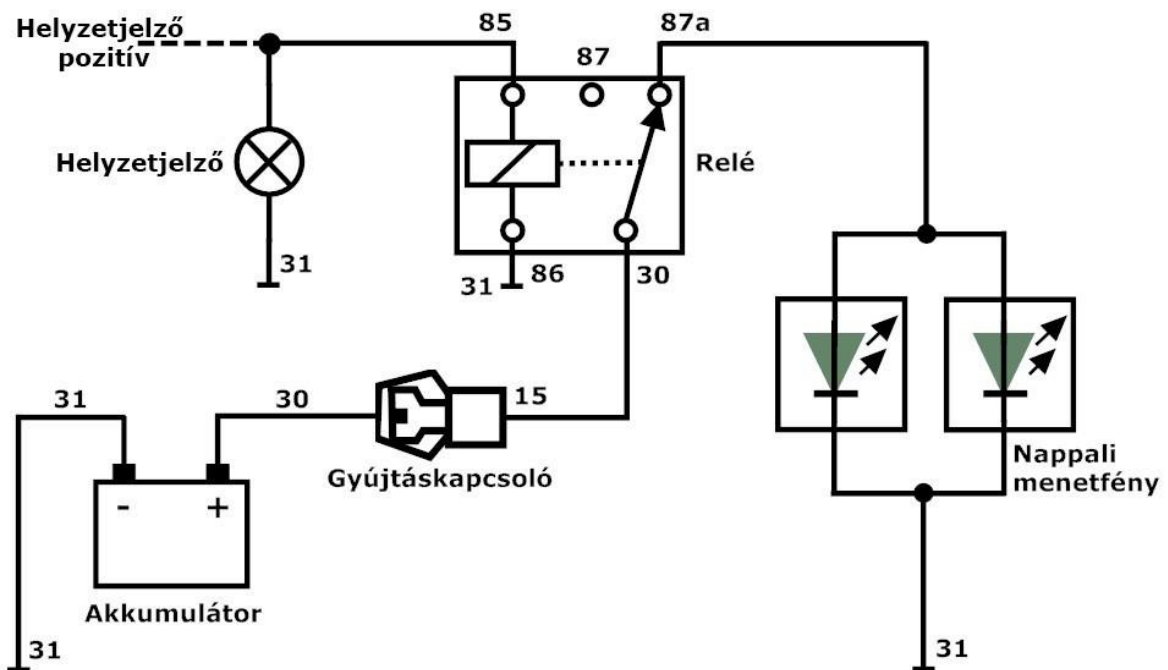 Helyzetjelző
pozitív
85
87
87a
Helyzetjelző
Relé
31
31
86
30
31
30
15
Gyújtáskapcsoló
Nappali
menetfény
-
+
Akkumulátor
31
31